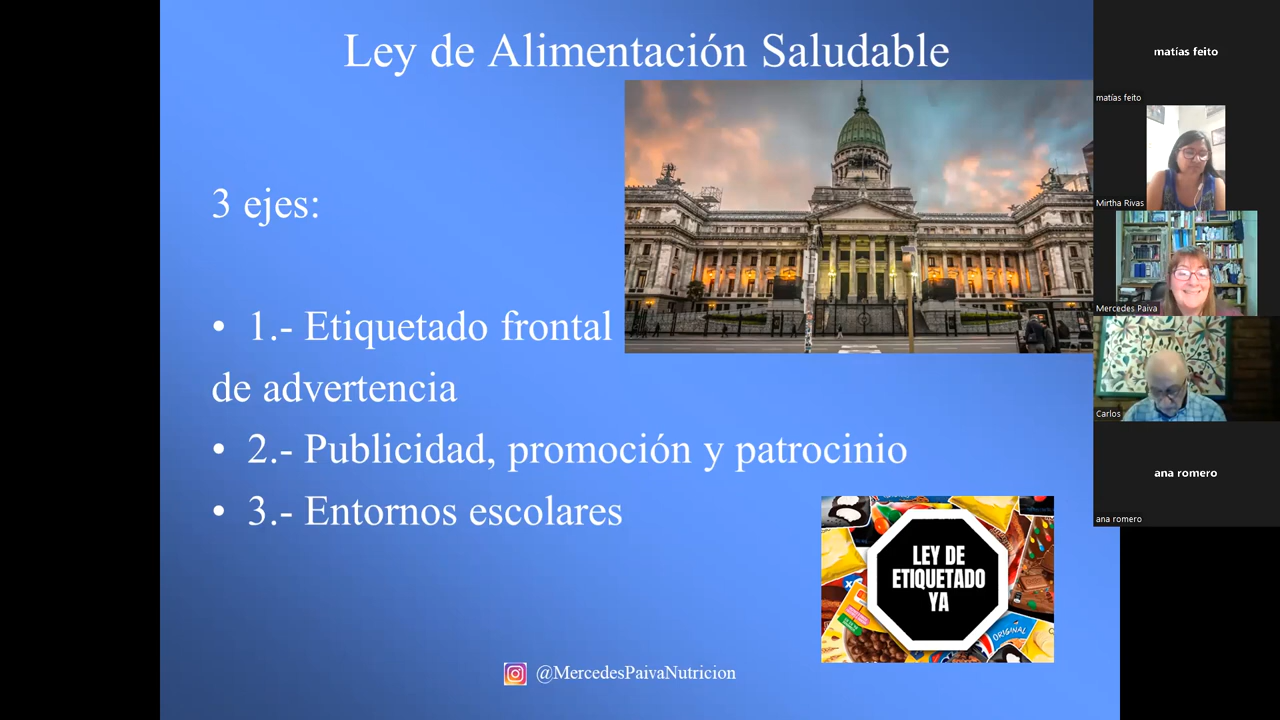 Ley de Alimentación Saludable
3 ejes:
• 1.- Etiquetado frontal
de advertencia
• 2.- Publicidad, promoción y patrocinio
• 3.- Entornos escolares
LEY DE
ETIQUETADO
YA
ORIGINAL
@MercedesPaivaNutricion
matías feito
matías feito
Mirtha Rivas
Mercedes Paiva
Carlos
ana romero
ana romero